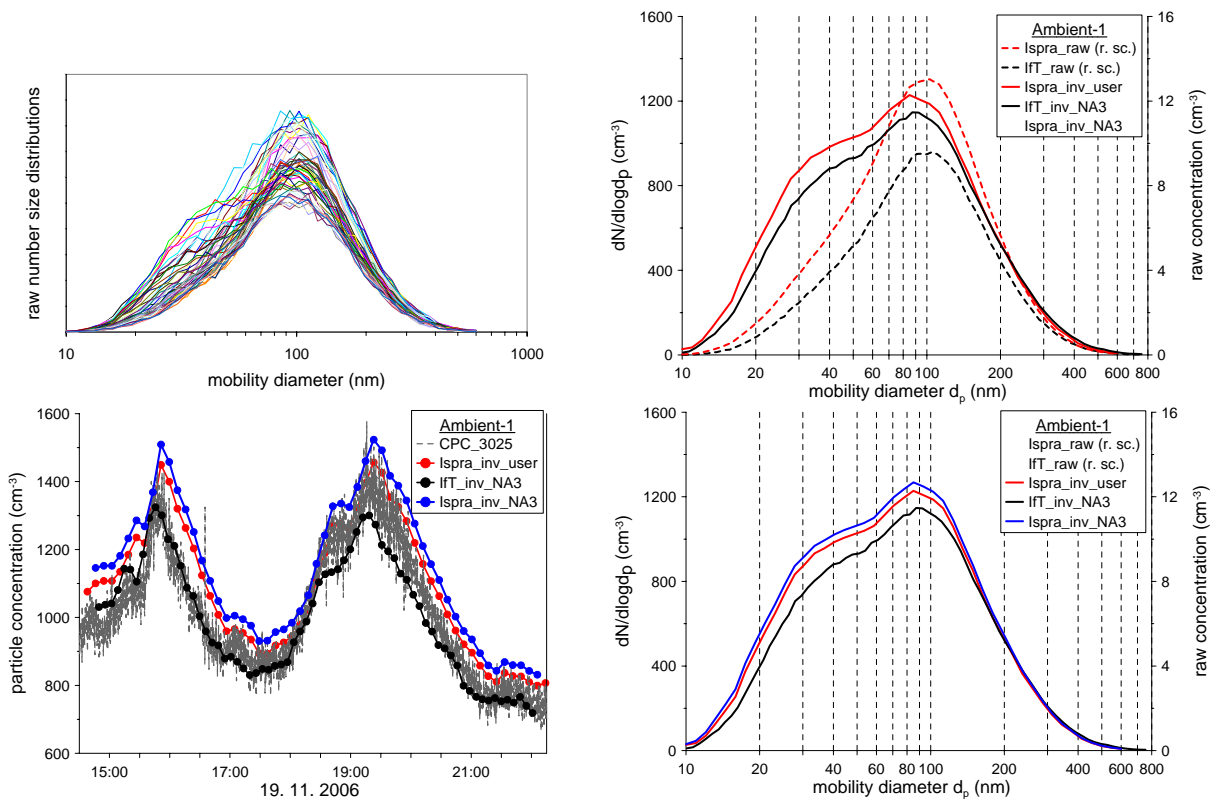 raw number size distributions
10
100
1000
mobility diameter (nm)
1600
1200
800
400
0
dN/dlogdp (cm-3)
16
12
8
4
0
raw concentration (cm-3)
Ambient-1
Ispra_raw (r. sc.)
IfT_raw (r. sc.)
Ispra_inv_user
IfT_inv_NA3
Ispra_inv_NA3
10 20 40 60 80 100 200 400 600 800
mobility diameter dp (nm)
1600
1400
1200
1000
800
600
particle concentration (cm-3)
Ambient-1
CPC_3025
Ispra_inv_user
IfT_inv_NA3
Ispra_inv_NA3
15:00 17:00 19:00 21:00
19. 11. 2006
1600
1200
800
400
0
dN/dlogdp (cm-3)
16
12
8
4
0
raw concentration (cm-3)
Ambient-1
Ispra_raw (r. sc.)
IfT_raw (r. sc.)
Ispra_inv_user
IfT_inv_NA3
Ispra_inv_NA3
10 20 40 60 80 100 200 400 600 800
mobility diameter dp (nm)